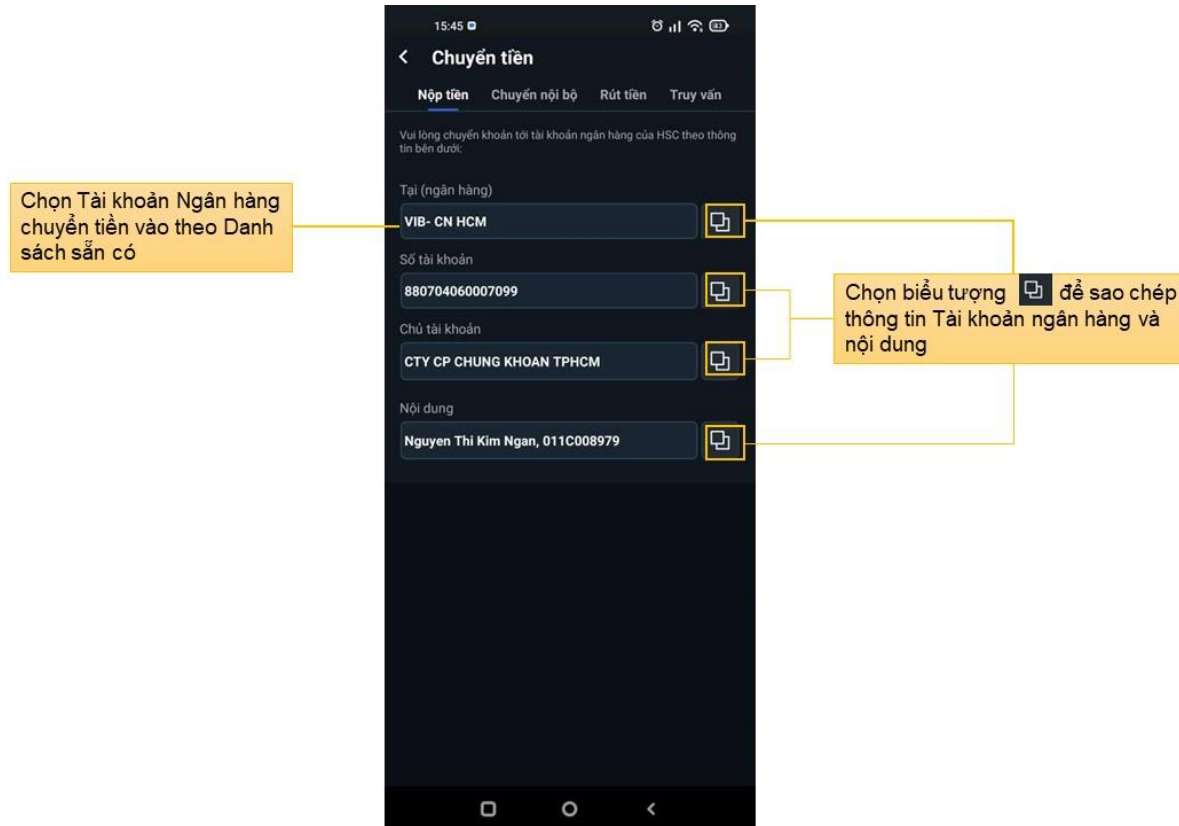 15:45
83
Chuyển tiền
Nộp tiền Chuyển nội bộ Rút tiền Truy vấn
Vui lòng chuyển khoản tới tài khoản ngân hàng của HSC theo thông
tin bên dưới:
Tại (ngân hàng)
VIB- CN HCM
Số tài khoản
880704060007099
Chủ tài khoản
CTY CP CHUNG KHOAN TPHCM
Nội dung
Nguyen Thi Kim Ngan, 011C008979
Chọn Tài khoản Ngân hàng
chuyển tiền vào theo Danh
sách sẵn có
Chọn biểu tượng để sao chép
thông tin Tài khoản ngân hàng và
nội dung